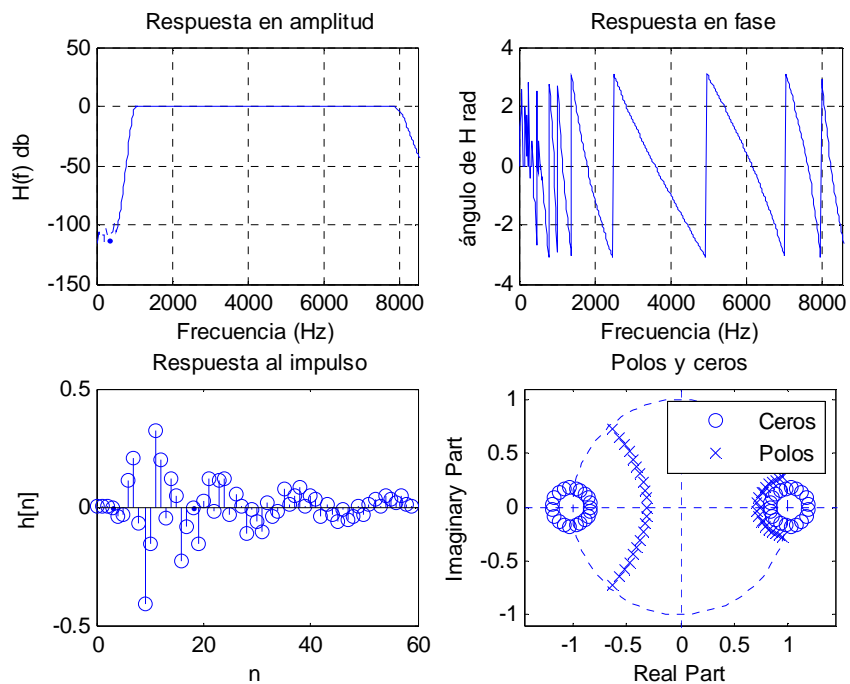 Respuesta en amplitud
50
0
-50
-100
-150
H(f) db
0 2000 4000 6000 8000
Frecuencia (Hz)
Respuesta en fase
4
2
0
-2
-4
ángulo de H rad
0 2000 4000 6000 8000
Frecuencia (Hz)
Respuesta al impulso
0.5
0
-0.5
h[n]
0 20 40 60
n
Polos y ceros
1
0.5
0
-0.5
-1
Imaginary Part
Ceros
Polos
-1 -0.5 0 0.5 1
Real Part